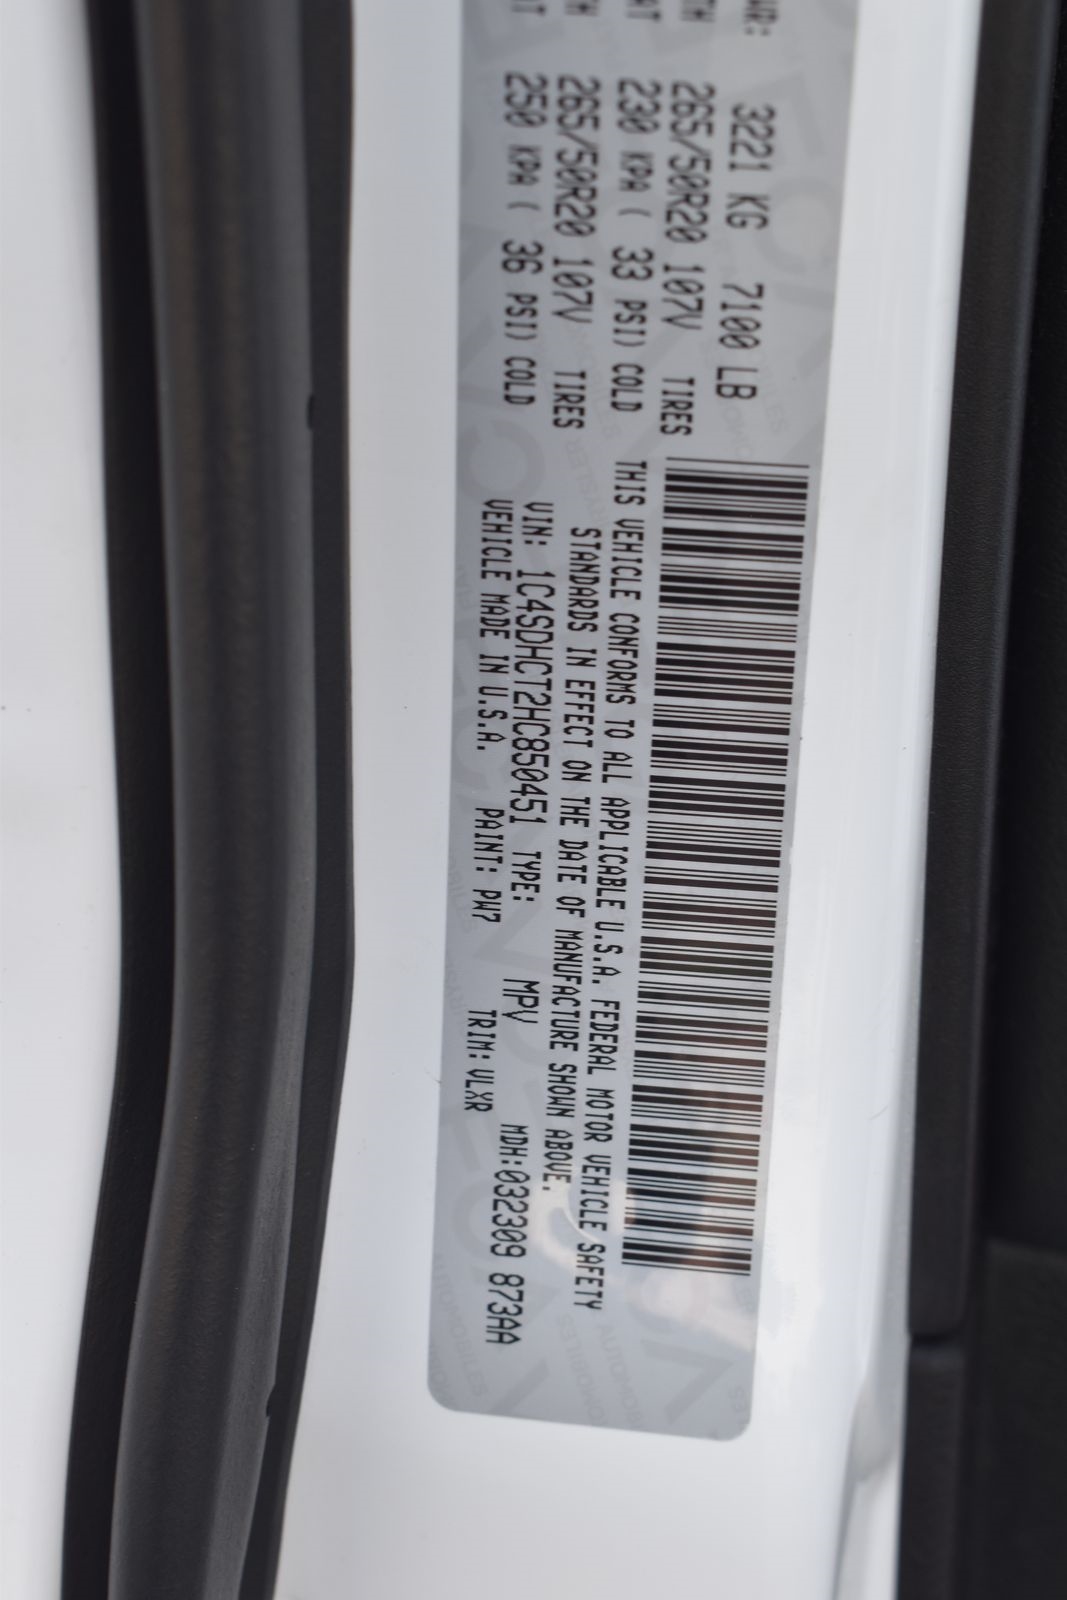 3221 KG 7100 LB
265/50R20 107V TIRES
230 KPA ( 33 PSI) COLD
265/50R20 107V TIRES
250 KPA ( 36 PSI) COLD
THIS VEHICLE CONFORMS TO ALL APPLICABLE U.S.A. FEDERAL MOTOR VEHICLE SAFETY
STANDARDS IN EFFECT ON THE DATE OF MANUFACTURE SHOWN ABOVE.
VIN: 1C4SDHCT2HC850451 TYPE: MPV MDH:032309 873AA
VEHICLE MADE IN U.S.A. PAINT: PW7 TRIM: VLXR